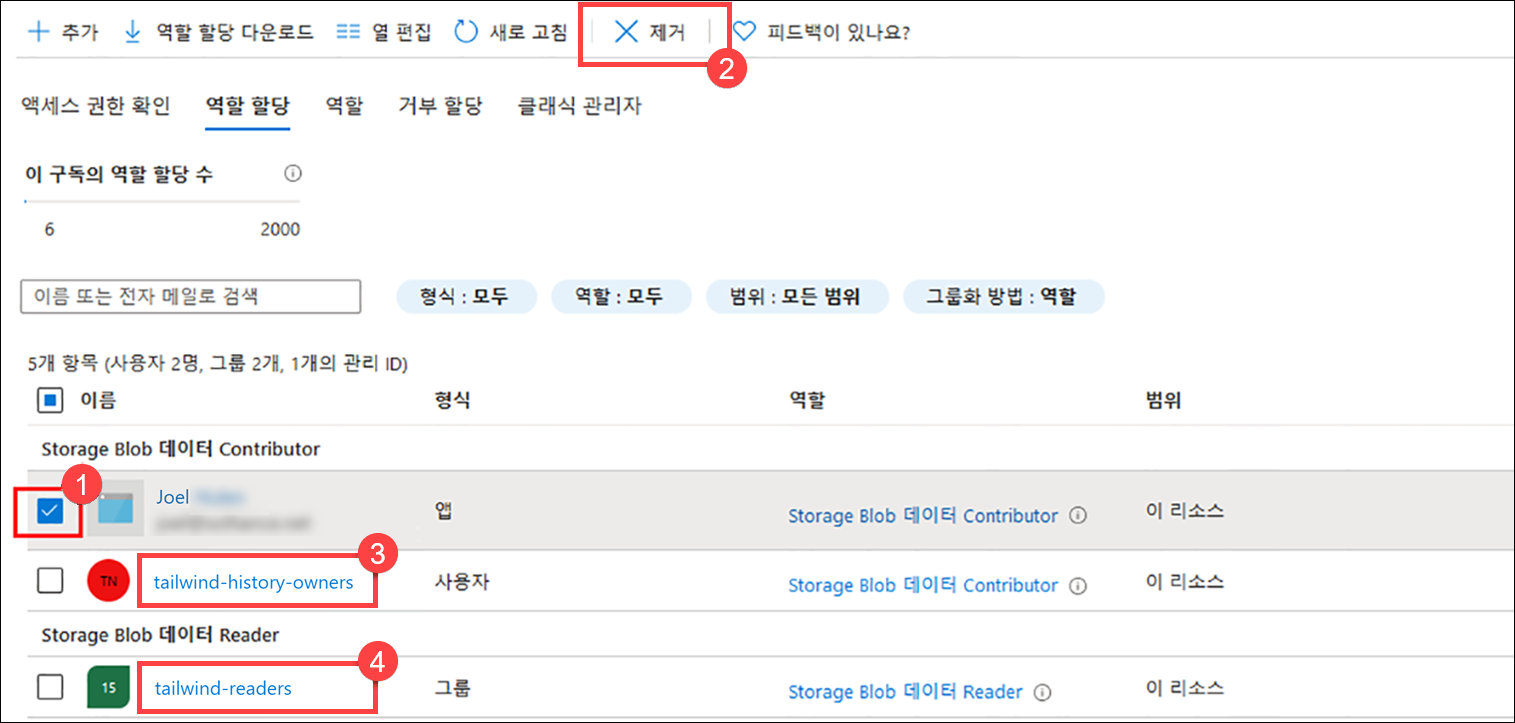 추가 역할 할당 다운로드 열 편집 새로 고침 제거 피드백이 있나요?
2
액세스 권한 확인 역할 할당 역할 거부 할당 클래식 관리자
이 구독의 역할 할당 수
6 2000
이름 또는 전자 메일로 검색 형식 : 모두 역할 : 모두 범위 : 모든 범위 그룹화 방법 : 역할
5개 항목 (사용자 2명, 그룹 2개, 1개의 관리 ID)
이름 형식 역할 범위
Storage Blob 데이터 Contributor
1
Joel
앱 Storage Blob 데이터 Contributor 이 리소스
3
TN tailwind-history-owners 사용자 Storage Blob 데이터 Contributor 이 리소스
Storage Blob 데이터 Reader
4
15 tailwind-readers 그룹 Storage Blob 데이터 Reader 이 리소스